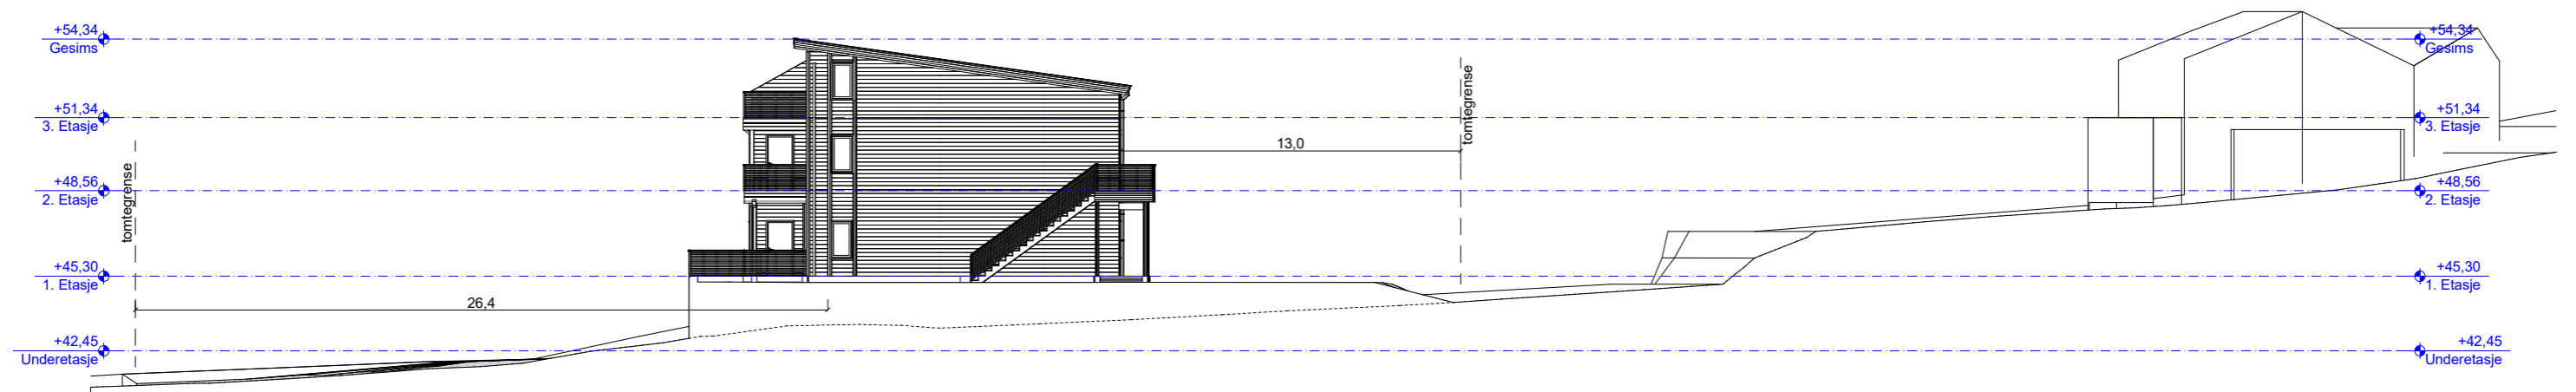 +54,34
Gesims
+51,34
3. Etasje
+48,56
2. Etasje
+45,30
1. Etasje
+42,45
Underetasje
tomtegrense
26,4
13,0
tomtegrense
+54,34
Gesims
+51,34
3. Etasje
+48,56
2. Etasje
+45,30
1. Etasje
+42,45
Underetasje